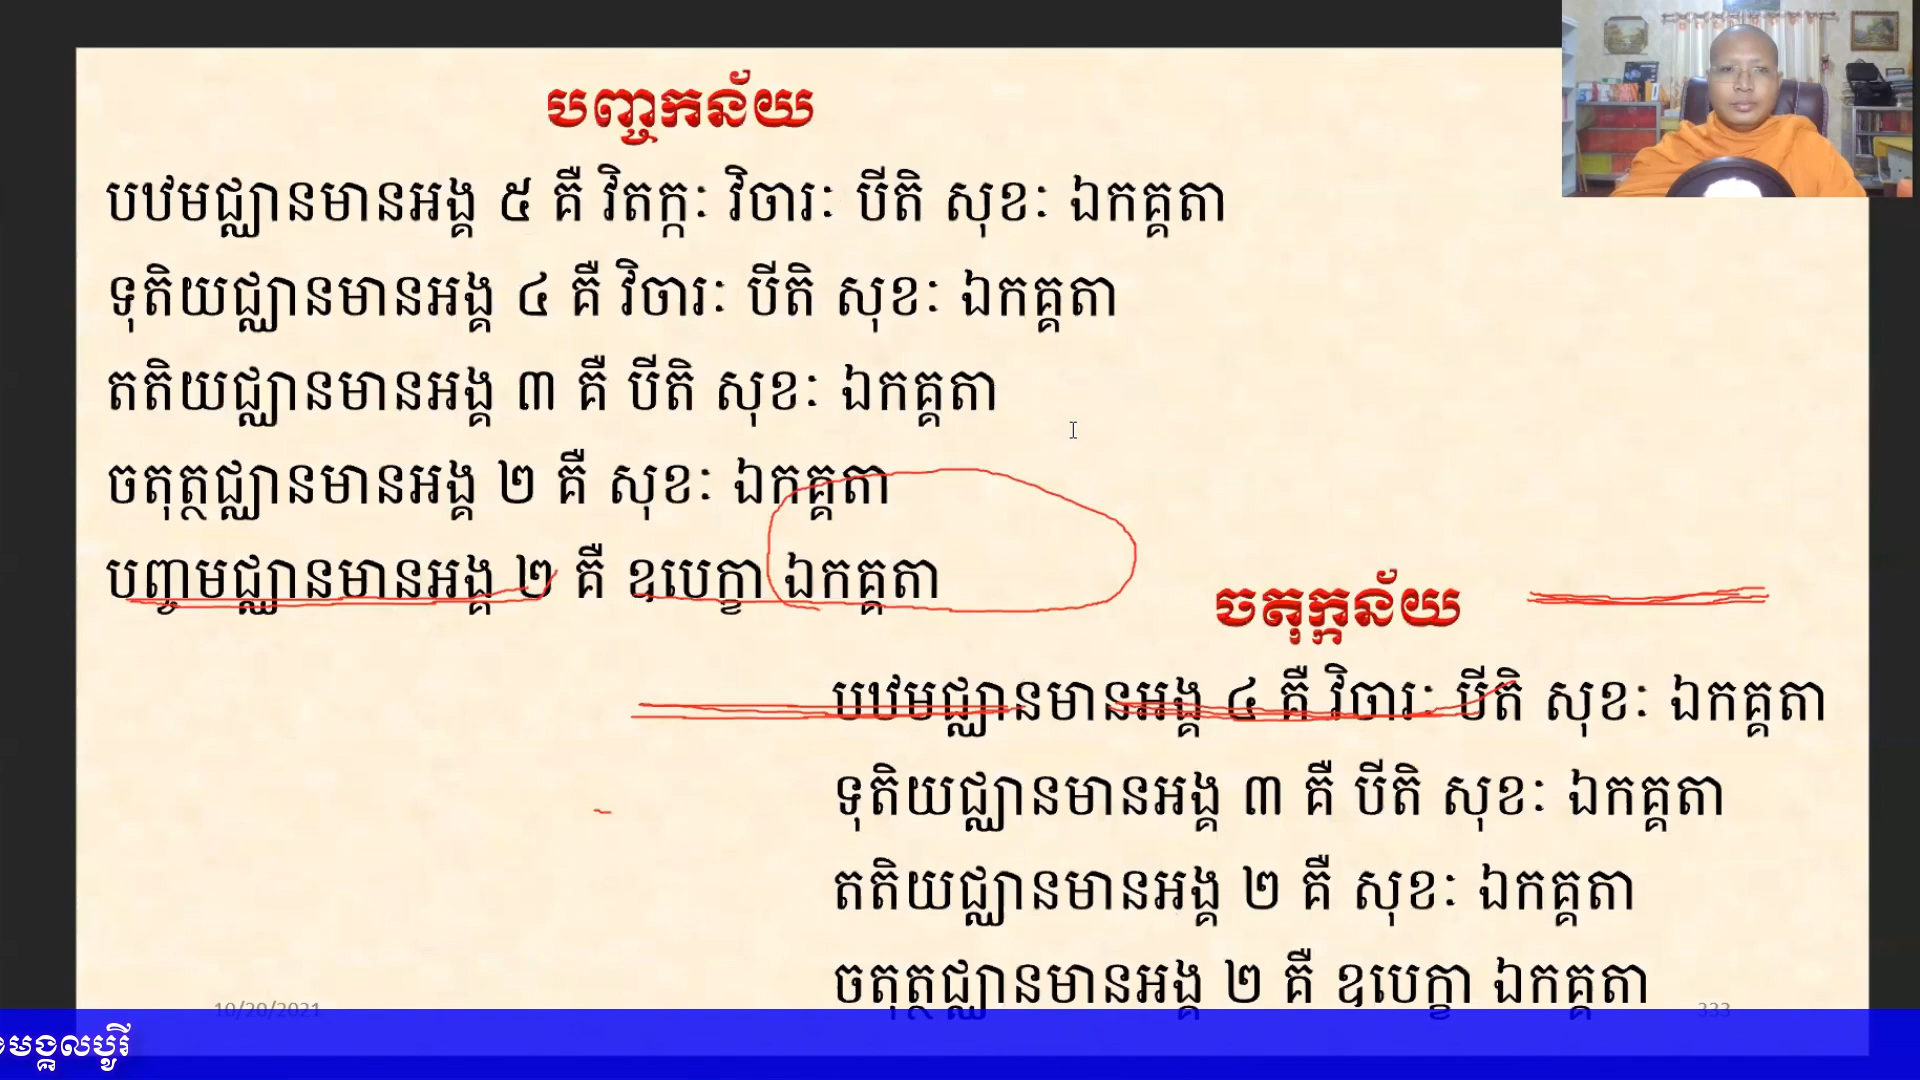 បញ្ចកន័យ
បឋមជ្ឈានមានអង្គ ៥ គឺ វិតក្កៈ វិចារៈ បីតិ សុខៈ ឯកគ្គតា
ទុតិយជ្ឈានមានអង្គ ៤ គឺ វិចារៈ បីតិ សុខៈ ឯកគ្គតា
តតិយជ្ឈានមានអង្គ ៣ គឺ បីតិ សុខៈ ឯកគ្គតា
ចតុត្ថជ្ឈានមានអង្គ ២ គឺ សុខៈ ឯកគ្គតា
បញ្ចមជ្ឈានមានអង្គ ២ គឺ ឧបេក្ខា ឯកគ្គតា
ចតុក្កន័យ
បឋមជ្ឈានមានអង្គ ៤ គឺ វិចារៈ បីតិ សុខៈ ឯកគ្គតា
ទុតិយជ្ឈានមានអង្គ ៣ គឺ បីតិ សុខៈ ឯកគ្គតា
តតិយជ្ឈានមានអង្គ ២ គឺ សុខៈ ឯកគ្គតា
ចតុត្ថជ្ឈានមានអង្គ ២ គឺ ឧបេក្ខា ឯកគ្គតា
10/20/2021
333